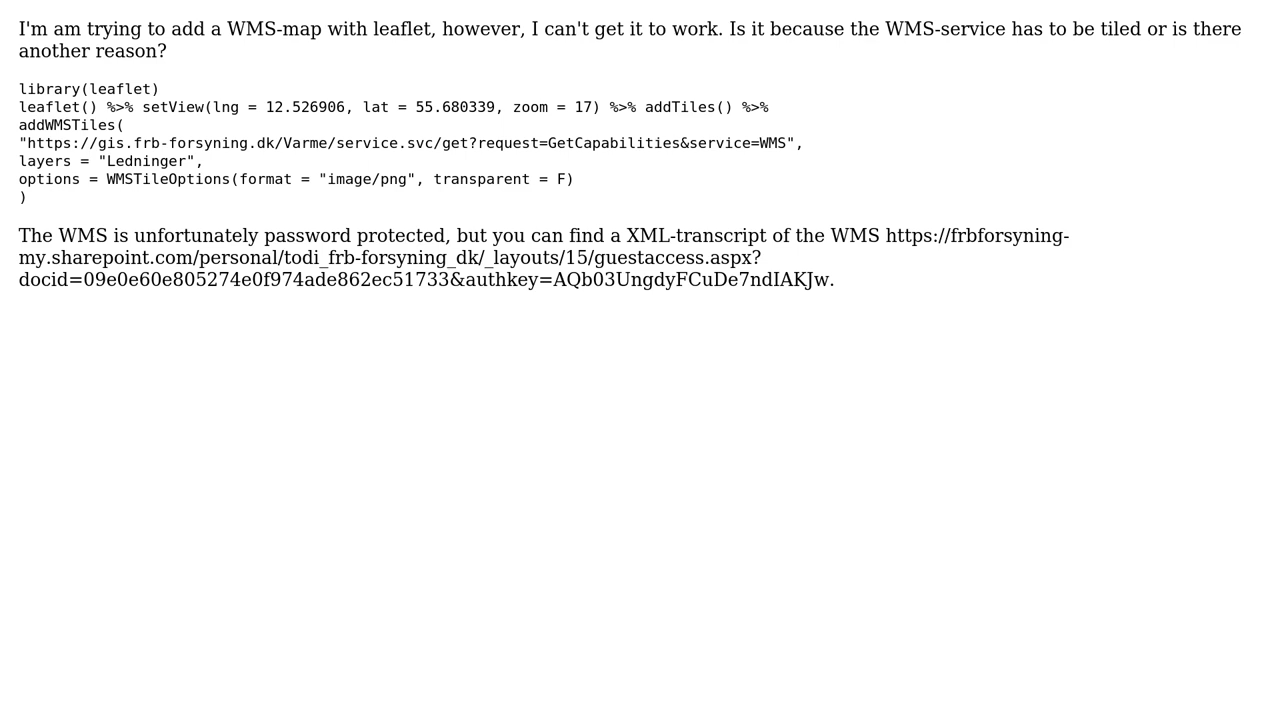 I'm am trying to add a WMS-map with leaflet, however, I can't get it to work. Is it because the WMS-service has to be tiled or is there
another reason?
library(leaflet)
leaflet() %>% setView(lng = 12.526906, lat = 55.680339, zoom = 17) %>% addTiles() %>%
addWMSTiles(
"https://gis.frb-forsyning.dk/Varme/service.svc/get?request=GetCapabilities&service=WMS",
layers = "Ledninger",
options = WMSTileOptions(format = "image/png", transparent = F)
)
The WMS is unfortunately password protected, but you can find a XML-transcript of the WMS https://frbforsyning-
my.sharepoint.com/personal/todi_frb-forsyning_dk/_layouts/15/guestaccess.aspx?
docid=09e0e60e805274e0f974ade862ec51733&authkey=AQb03UngdyFCuDe7ndIAKJw.